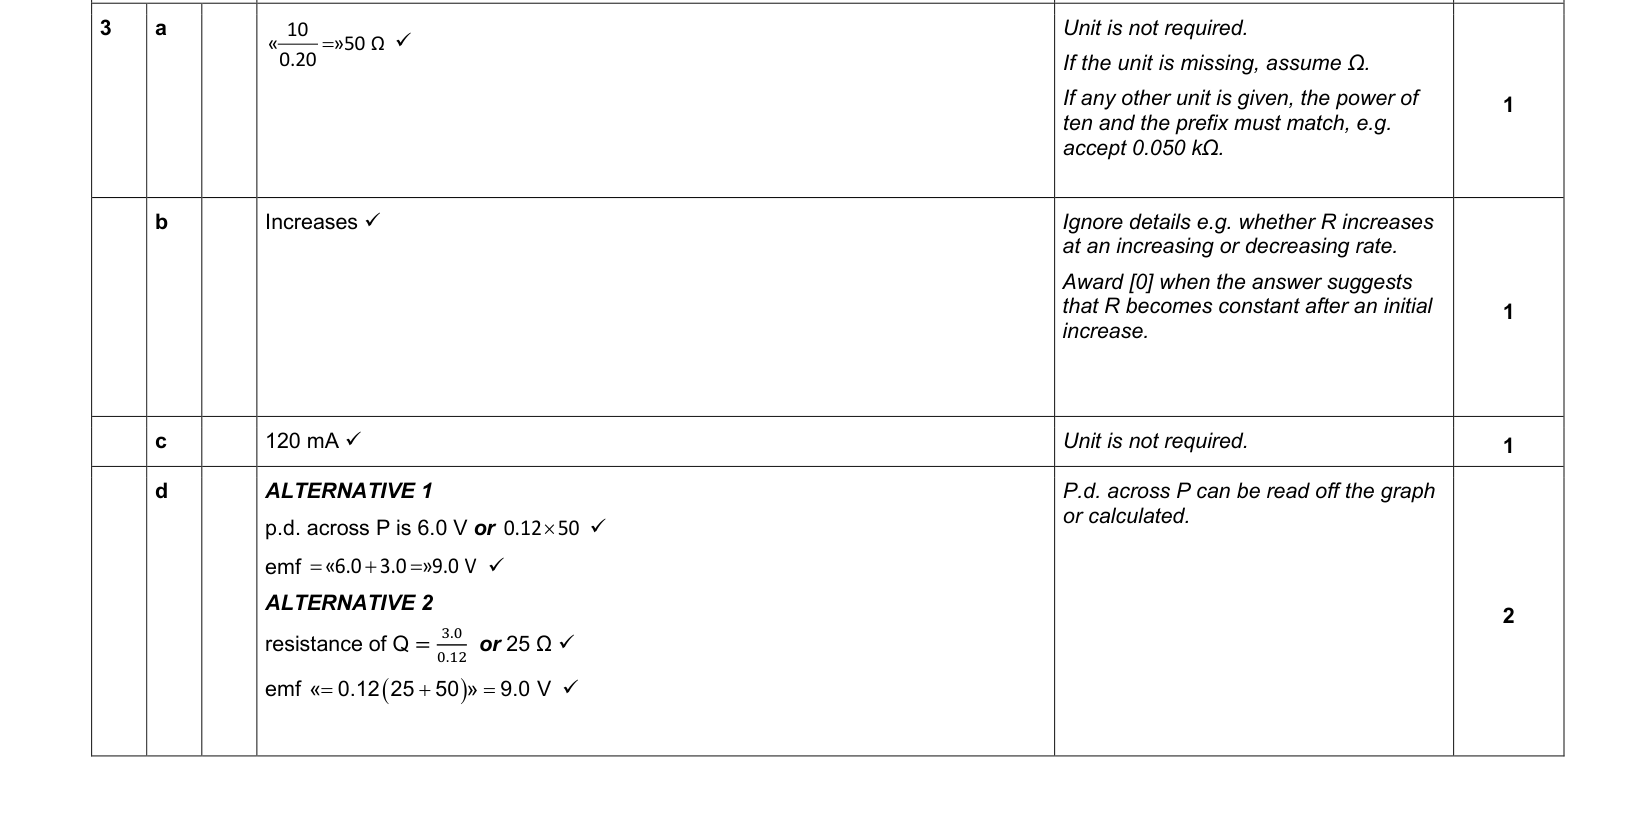 3 a «10/0.20 =»50 Ω ✓ Unit is not required.
If the unit is missing, assume Ω.
If any other unit is given, the power of
ten and the prefix must match, e.g.
accept 0.050 kΩ.
1
b Increases ✓ Ignore details e.g. whether R increases
at an increasing or decreasing rate.
Award [0] when the answer suggests
that R becomes constant after an initial
increase.
1
c 120 mA ✓ Unit is not required. 1
d ALTERNATIVE 1
p.d. across P is 6.0 V or 0.12×50 ✓
emf =«6.0+3.0=»9.0 V ✓
ALTERNATIVE 2
resistance of Q = 3.0/0.12 or 25 Ω ✓
emf «= 0.12(25+50)» = 9.0 V ✓
P.d. across P can be read off the graph
or calculated.
2